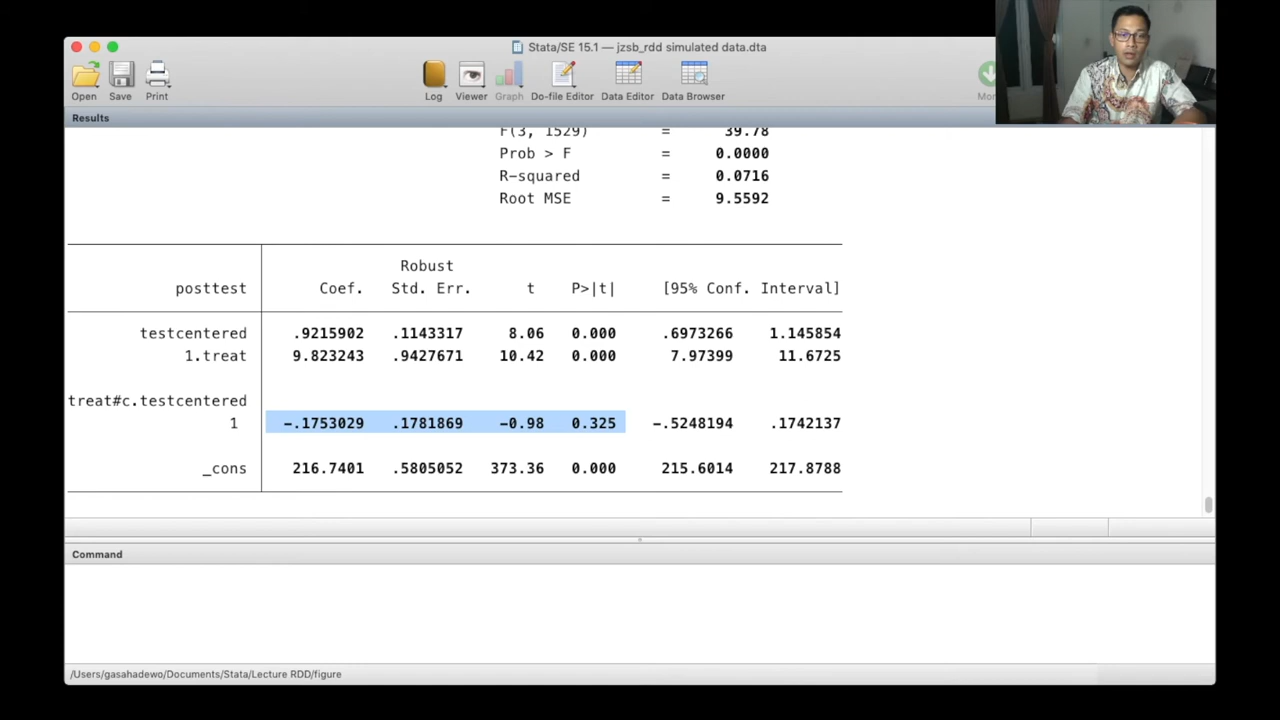 Stata/SE 15.1 — jzsb_rdd simulated data.dta
Open Save Print Log Viewer Graph Do-file Editor Data Editor Data Browser
Results
F(3, 1529) = 39.78
Prob > F = 0.0000
R-squared = 0.0716
Root MSE = 9.5592
Robust
posttest Coef. Std. Err. t P>|t| [95% Conf. Interval]
testcentered .9215902 .1143317 8.06 0.000 .6973266 1.145854
1.treat 9.823243 .9427671 10.42 0.000 7.97399 11.6725
treat#c.testcentered
1 -.1753029 .1781869 -0.98 0.325 -.5248194 .1742137
_cons 216.7401 .5805052 373.36 0.000 215.6014 217.8788
Command
/Users/gasahadewo/Documents/Stata/Lecture RDD/figure